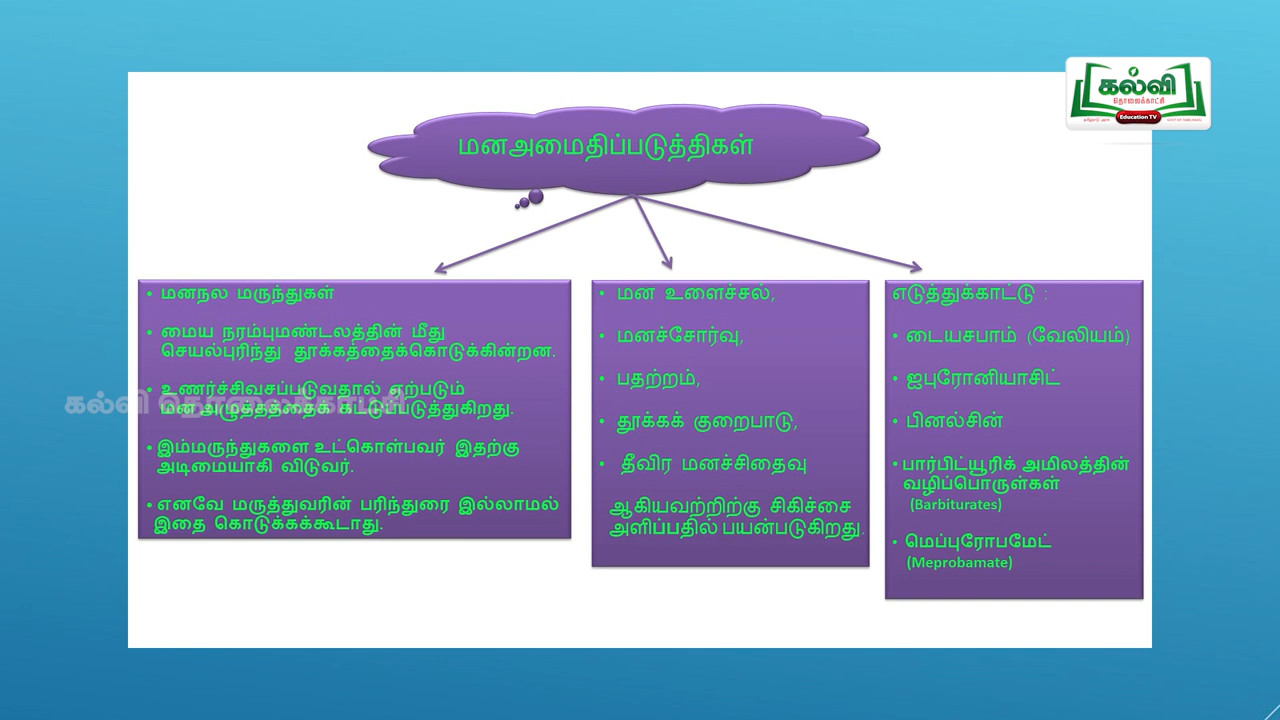 கல்வி
தொலைக்காட்சி
Education TV
மனஅமைதிப்படுத்திகள்
• மனநல மருந்துகள்
• மைய நரம்புமண்டலத்தின் மீது
செயல்புரிந்து தூக்கத்தைக்கொடுக்கின்றன.
• உணர்ச்சிவசப்படுவதால் ஏற்படும்
மனஅழுத்தத்தைக் கட்டுப்படுத்துகிறது.
• இம்மருந்துகளை உட்கொள்பவர் இதற்கு
அடிமையாகி விடுவர்.
• எனவே மருத்துவரின் பரிந்துரை இல்லாமல்
இதை கொடுக்கக்கூடாது.
• மன உளைச்சல்,
• மனச்சோர்வு,
• பதற்றம்,
• தூக்கக் குறைபாடு,
• தீவிர மனச்சிதைவு
ஆகியவற்றிற்கு சிகிச்சை
அளிப்பதில் பயன்படுகிறது.
எடுத்துக்காட்டு :
• டையசபாம் (வேலியம்)
• ஐபுரோனியாசிட்
• பினல்சின்
• பார்பிட்யூரிக் அமிலத்தின்
வழிப்பொருள்கள்
(Barbiturates)
• மெப்புரோபமேட்
(Meprobamate)
கல்வி தொலைக்காட்சி